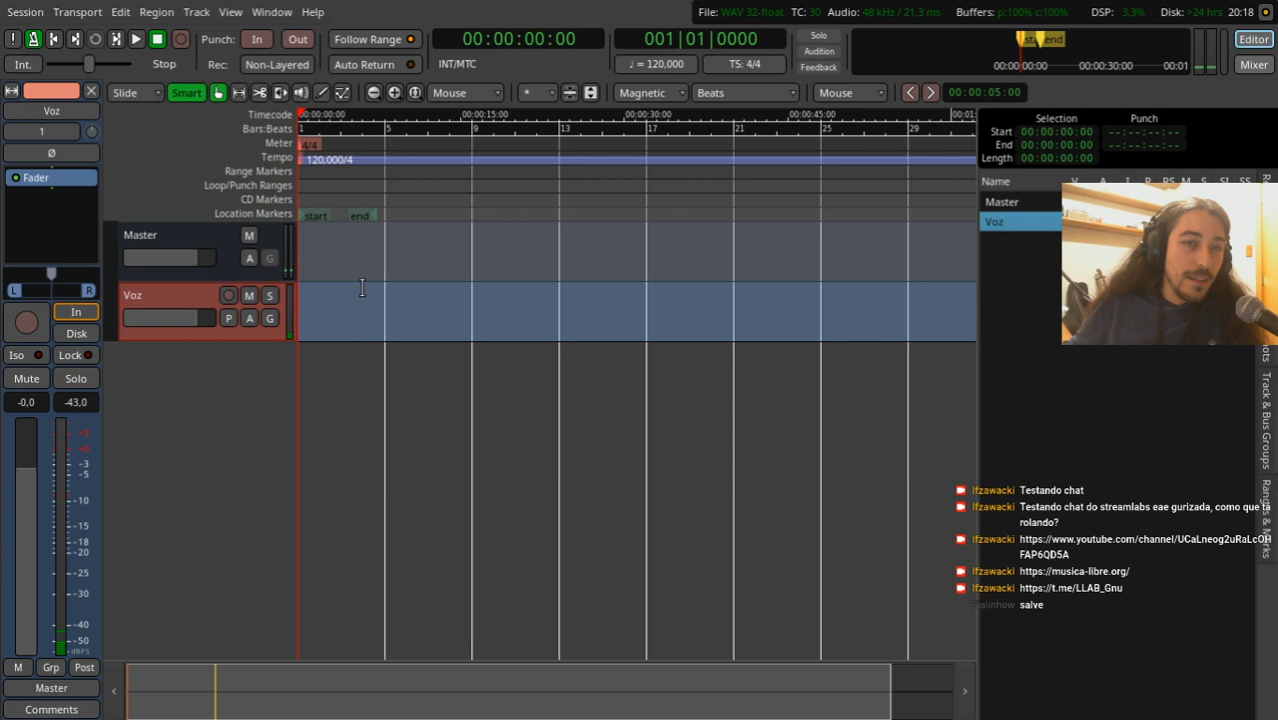 Session Transport Edit Region Track View Window Help
File: WAV 32-float TC: 30 Audio: 48 kHz / 21,3 ms Buffers: p:100% c:100% DSP: 3,3% Disk: >24 hrs 20:18
Punch: In Out Follow Range
00:00:00:00 001|01|0000
Solo
Audition
Feedback
start end
00:00:00:00 00:00:30:00 00:01
Editor
Int. Stop Rec: Non-Layered Auto Return
INT/MTC ♩ = 120,000 TS: 4/4
Mixer
Slide Smart Mouse * Magnetic Beats Mouse 00:00:05:00
Voz
1
Ø
Fader
L R
In
Disk
Iso Lock
Mute Solo
-0,0 -43,0
+3
+0
-3
-5
-10
-15
-18
-20
-25
-30
-40
-50
dBFS
M Grp Post
Master
Comments
Timecode 00:00:00:00 00:00:15:00 00:00:30:00 00:00:45:00 00:01:
Bars:Beats 1 5 9 13 17 21 25 29
Meter 4/4
Tempo 120,000/4
Range Markers
Loop/Punch Ranges
CD Markers
Location Markers start end
Master M
A G
Voz M S
P A G
Selection Punch
Start 00:00:00:00 --:--:--:--
End 00:00:00:00 --:--:--:--
Length 00:00:00:00
Name V A I R RS M S SI SS
Master
Voz
Track & Bus Groups
Ranges & Marks
lfzawacki Testando chat
lfzawacki Testando chat do streamlabs eae gurizada, como que ta
rolando?
lfzawacki https://www.youtube.com/channel/UCaLneog2uRaLcOH
FAP6QD5A
lfzawacki https://musica-libre.org/
lfzawacki https://t.me/LLAB_Gnu
salve